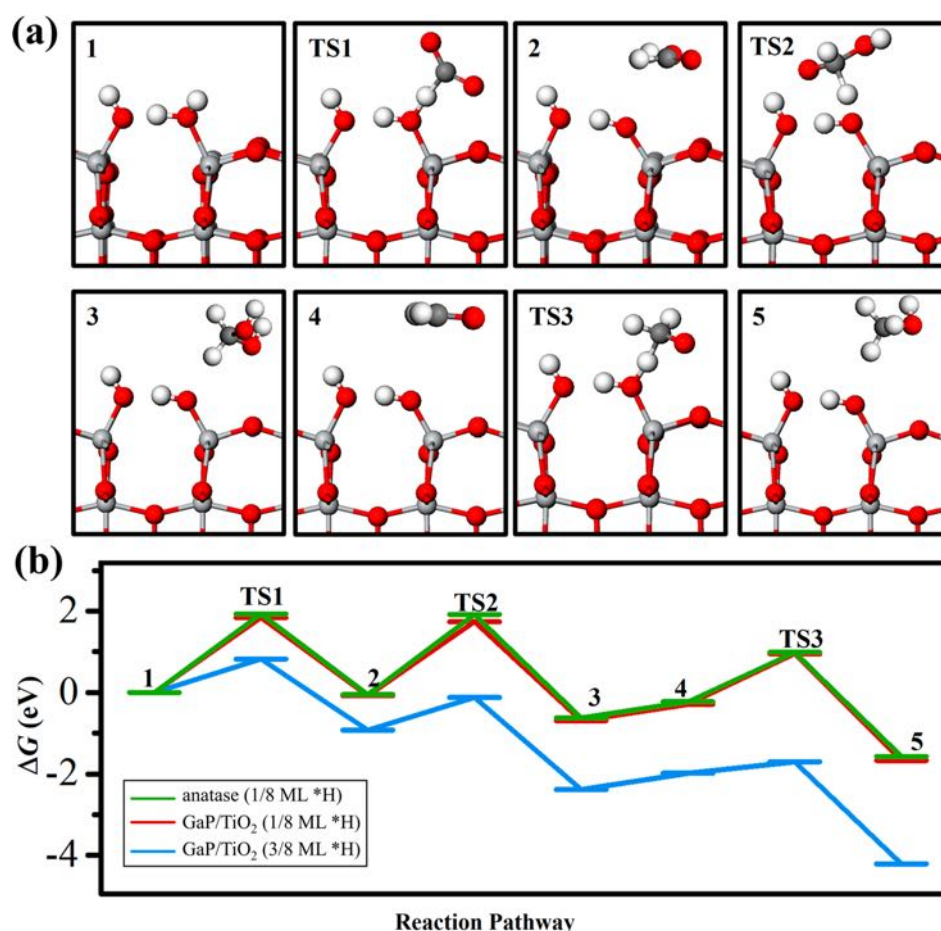 (a)
1
TS1
2
TS2
3
4
TS3
5
(b)
2
0
-2
-4
ΔG (eV)
1
TS1
2
TS2
3
4
TS3
5
anatase (1/8 ML *H)
GaP/TiO₂ (1/8 ML *H)
GaP/TiO₂ (3/8 ML *H)
Reaction Pathway